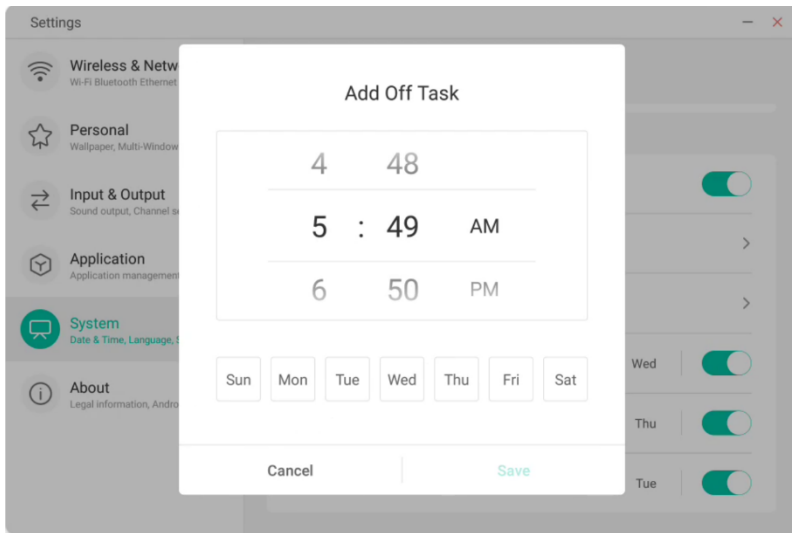 Settings
Wireless & Netw
Wi-Fi Bluetooth Ethernet
Personal
Wallpaper, Multi-Window
Input & Output
Sound output, Channel se
Application
Application management
System
Date & Time, Language, S
About
Legal information, Andro
Add Off Task
4 48
5 : 49 AM
6 50 PM
Sun Mon Tue Wed Thu Fri Sat
Cancel Save
Wed
Thu
Tue